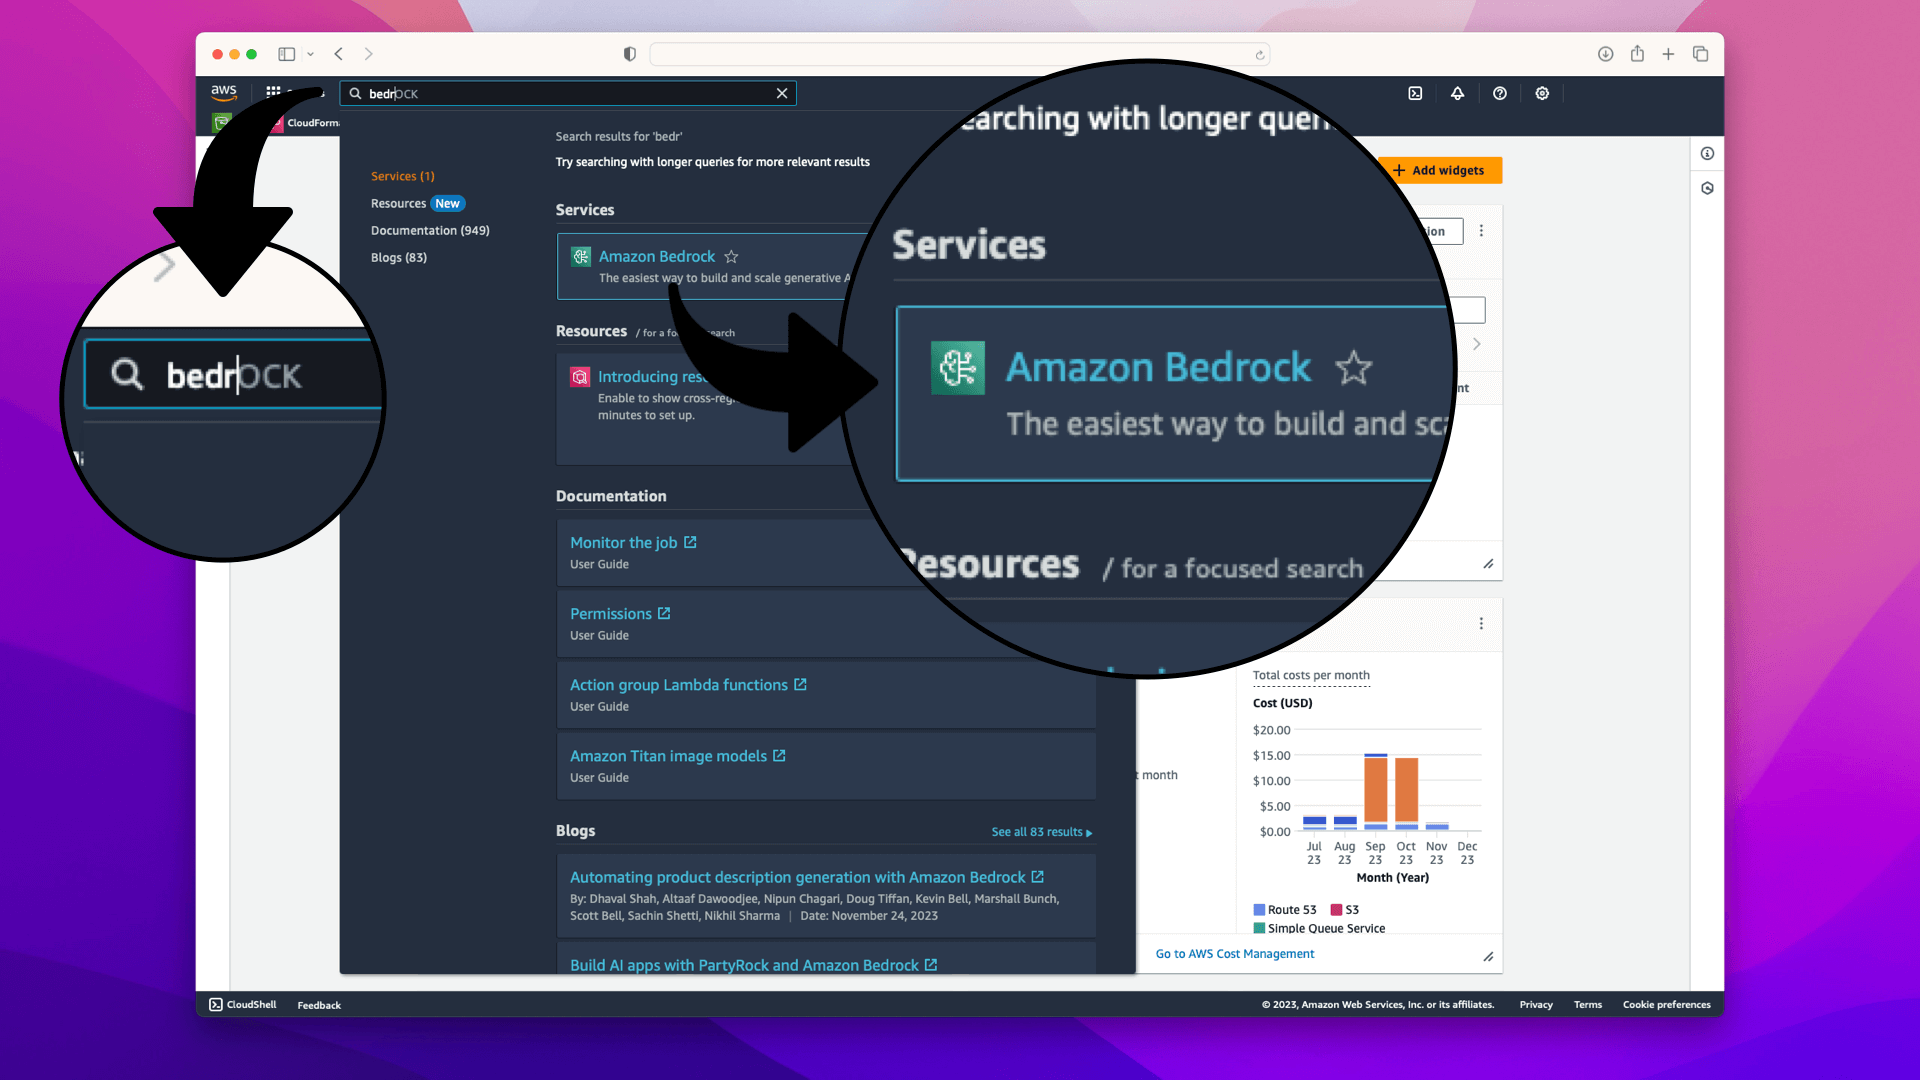 aws
bedrOCK
CloudForm
Search results for 'bedr'
Try searching with longer queries for more relevant results
Services (1)
Resources New
Documentation (949)
Blogs (83)
Services
Amazon Bedrock
The easiest way to build and scale generative A
Resources / for a fo earch
Introducing res
Enable to show cross-reg
minutes to set up.
Documentation
Monitor the job
User Guide
Permissions
User Guide
Action group Lambda functions
User Guide
Amazon Titan image models
User Guide
Blogs
See all 83 results
Automating product description generation with Amazon Bedrock
By: Dhaval Shah, Altaaf Dawoodjee, Nipun Chagari, Doug Tiffan, Kevin Bell, Marshall Bunch,
Scott Bell, Sachin Shetti, Nikhil Sharma | Date: November 24, 2023
Build AI apps with PartyRock and Amazon Bedrock
bedrOCK
earching with longer quer
Services
Amazon Bedrock
The easiest way to build and sca
Resources / for a focused search
+ Add widgets
ion
nt
t month
Total costs per month
Cost (USD)
$20.00
$15.00
$10.00
$5.00
$0.00
Jul Aug Sep Oct Nov Dec
23 23 23 23 23 23
Month (Year)
Route 53 S3
Simple Queue Service
Go to AWS Cost Management
CloudShell Feedback
© 2023, Amazon Web Services, Inc. or its affiliates. Privacy Terms Cookie preferences